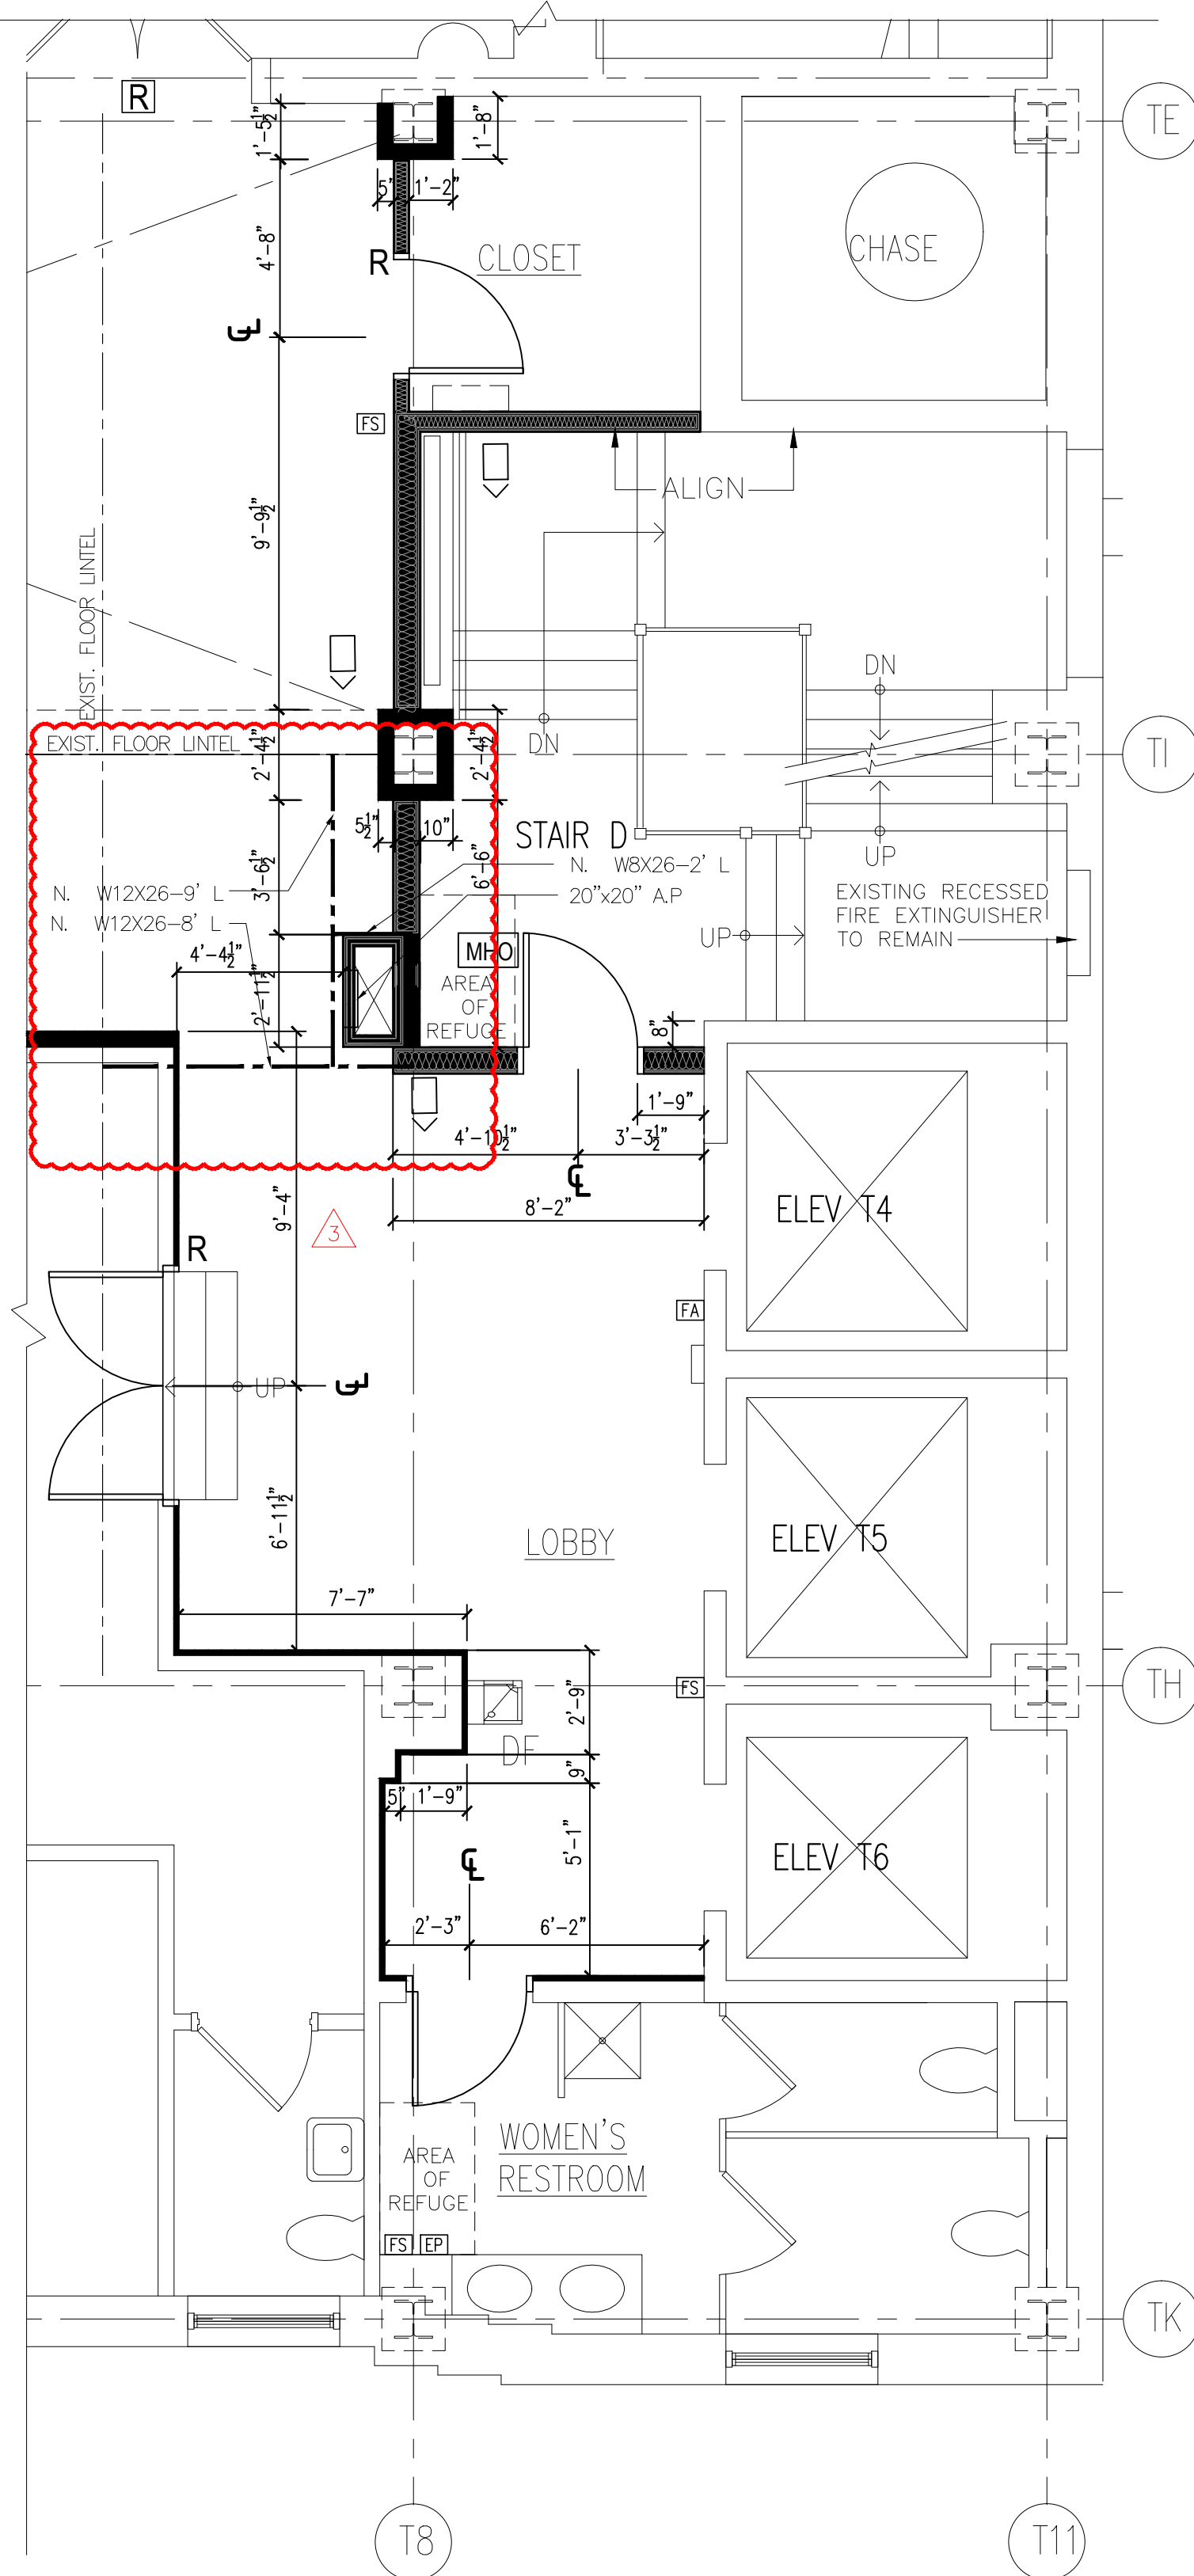 R
TE
1'-5½"
1'-8"
5"
1'-2"
4'-8"
R
CLOSET
CHASE
CL
FS
ALIGN
9'-9½"
EXIST. FLOOR LINTEL
DN
DN
EXIST. FLOOR LINTEL
2'-4½"
2'-4½"
TI
5½"
10"
STAIR D
UP
N. W8X26-2' L
20"x20" A.P
6'-6"
3'-6½"
N. W12X26-9' L
N. W12X26-8' L
EXISTING RECESSED
FIRE EXTINGUISHER
TO REMAIN
UP
4'-4½"
2'-11½"
MHO
AREA
OF
REFUGE
8"
1'-9"
4'-10½"
3'-3½"
CL
8'-2"
9'-4"
3
R
ELEV T4
FA
UP
CL
6'-11½"
LOBBY
ELEV T5
7'-7"
FS
TH
2'-9"
DF
9"
5"
1'-9"
5'-1"
CL
ELEV T6
2'-3"
6'-2"
WOMEN'S
RESTROOM
AREA
OF
REFUGE
FS
EP
TK
T8
T11